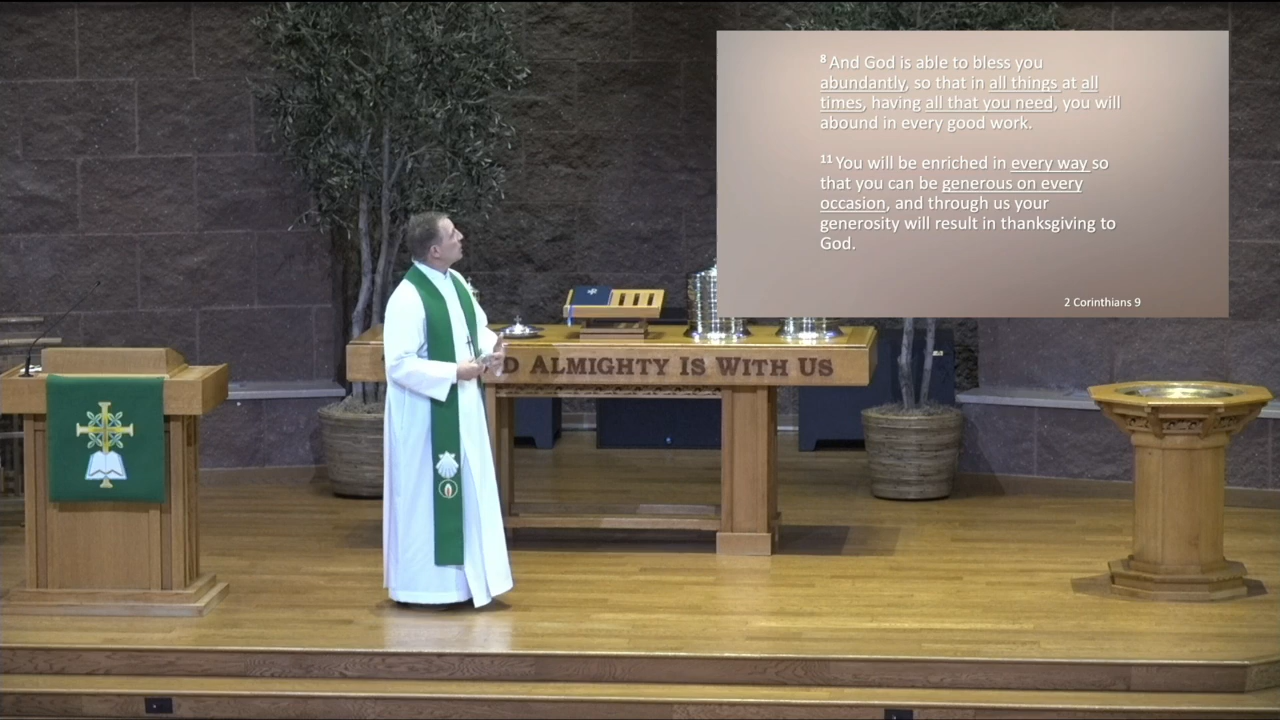 8 And God is able to bless you
abundantly, so that in all things at all
times, having all that you need, you will
abound in every good work.
11 You will be enriched in every way so
that you can be generous on every
occasion, and through us your
generosity will result in thanksgiving to
God.
2 Corinthians 9
D ALMIGHTY IS WITH US